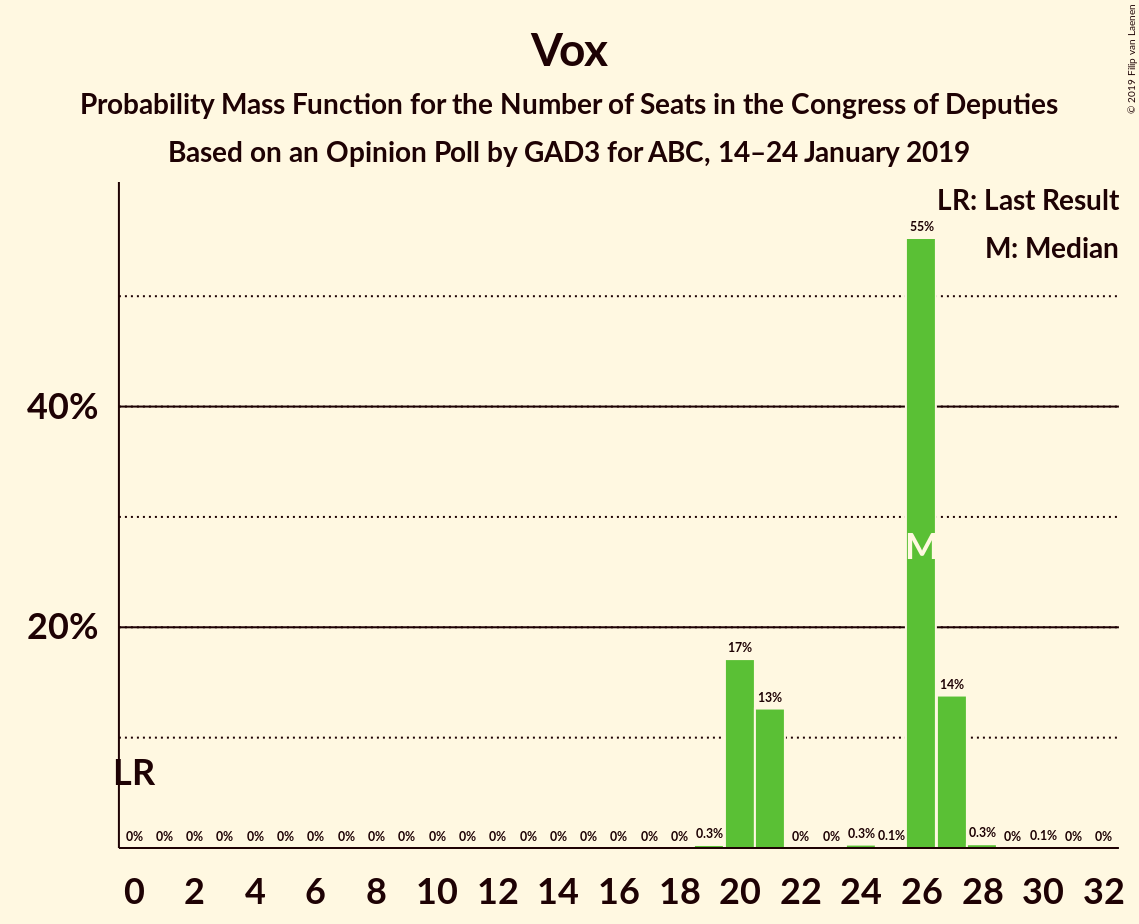 Vox
Probability Mass Function for the Number of Seats in the Congress of Deputies
Based on an Opinion Poll by GAD3 for ABC, 14–24 January 2019
© 2019 Filip van Laenen
LR: Last Result
M: Median
55%
40%
M
20%
17%
14%
13%
LR
0% 0% 0% 0% 0% 0% 0% 0% 0% 0% 0% 0% 0% 0% 0% 0% 0% 0% 0% 0.3% 0% 0% 0.3% 0.1% 0.3% 0% 0.1% 0% 0%
0 2 4 6 8 10 12 14 16 18 20 22 24 26 28 30 32